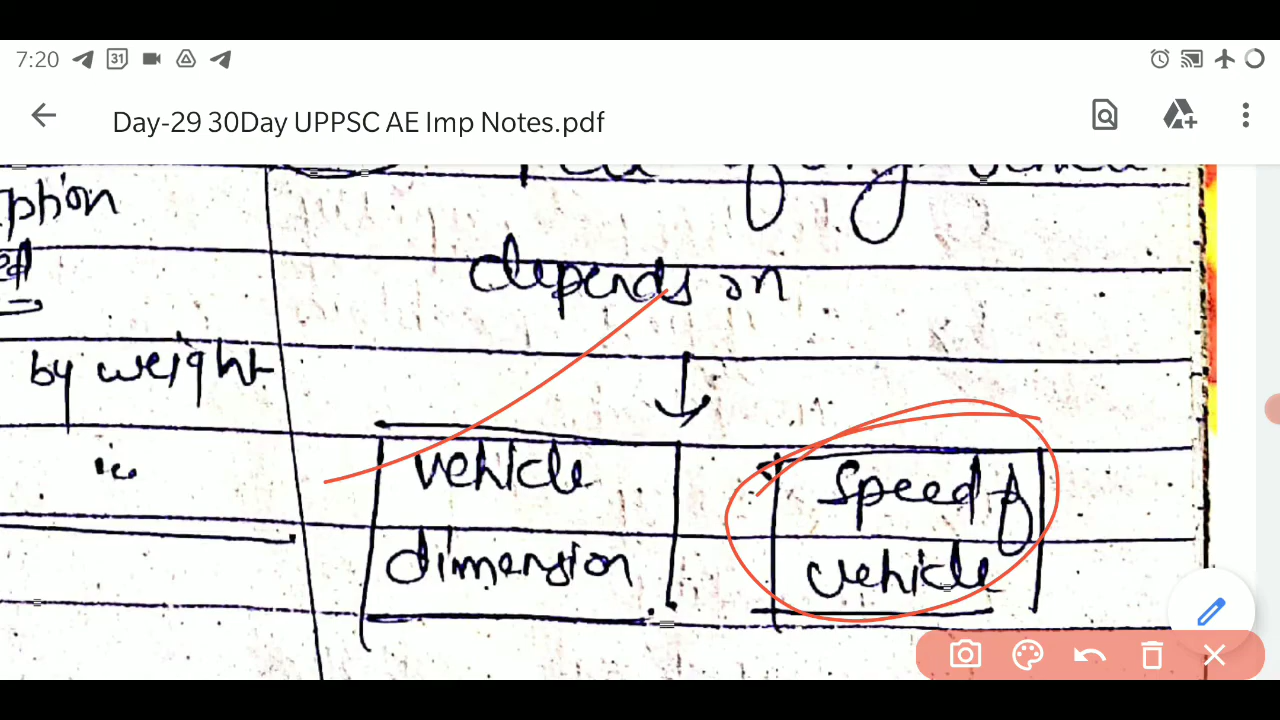 7:20
31
Day-29 30Day UPPSC AE Imp Notes.pdf
depends on
by weight
vehicle
dimension
speed of
vehicle